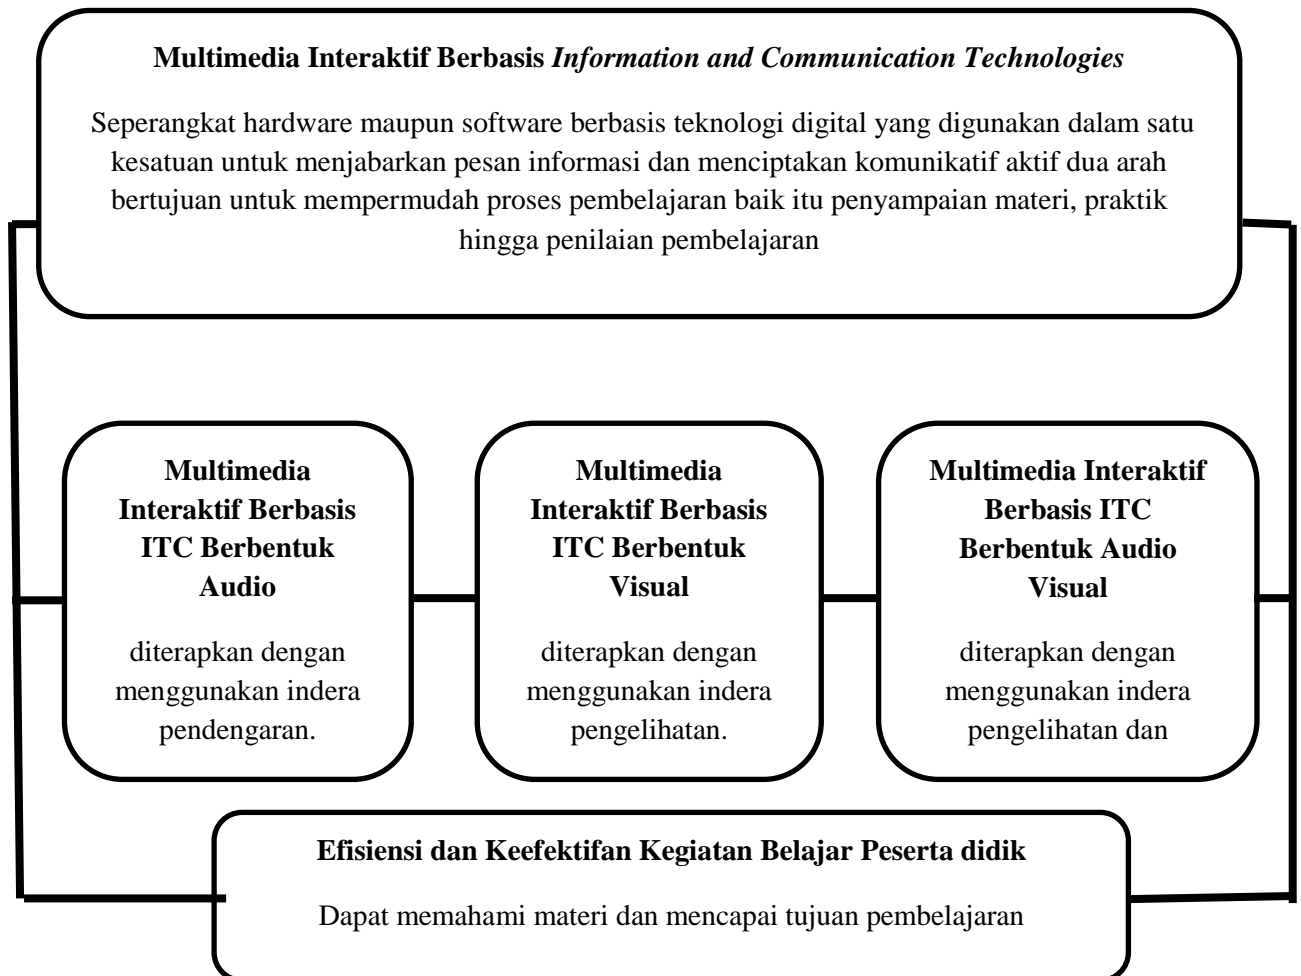 Multimedia Interaktif Berbasis Information and Communication Technologies
Seperangkat hardware maupun software berbasis teknologi digital yang digunakan dalam satu
kesatuan untuk menjabarkan pesan informasi dan menciptakan komunikatif aktif dua arah
bertujuan untuk mempermudah proses pembelajaran baik itu penyampaian materi, praktik
hingga penilaian pembelajaran
Multimedia
Interaktif Berbasis
ITC Berbentuk
Audio
diterapkan dengan
menggunakan indera
pendengaran.
Multimedia
Interaktif Berbasis
ITC Berbentuk
Visual
diterapkan dengan
menggunakan indera
pengelihatan.
Multimedia Interaktif
Berbasis ITC
Berbentuk Audio
Visual
diterapkan dengan
menggunakan indera
pengelihatan dan
Efisiensi dan Keefektifan Kegiatan Belajar Peserta didik
Dapat memahami materi dan mencapai tujuan pembelajaran